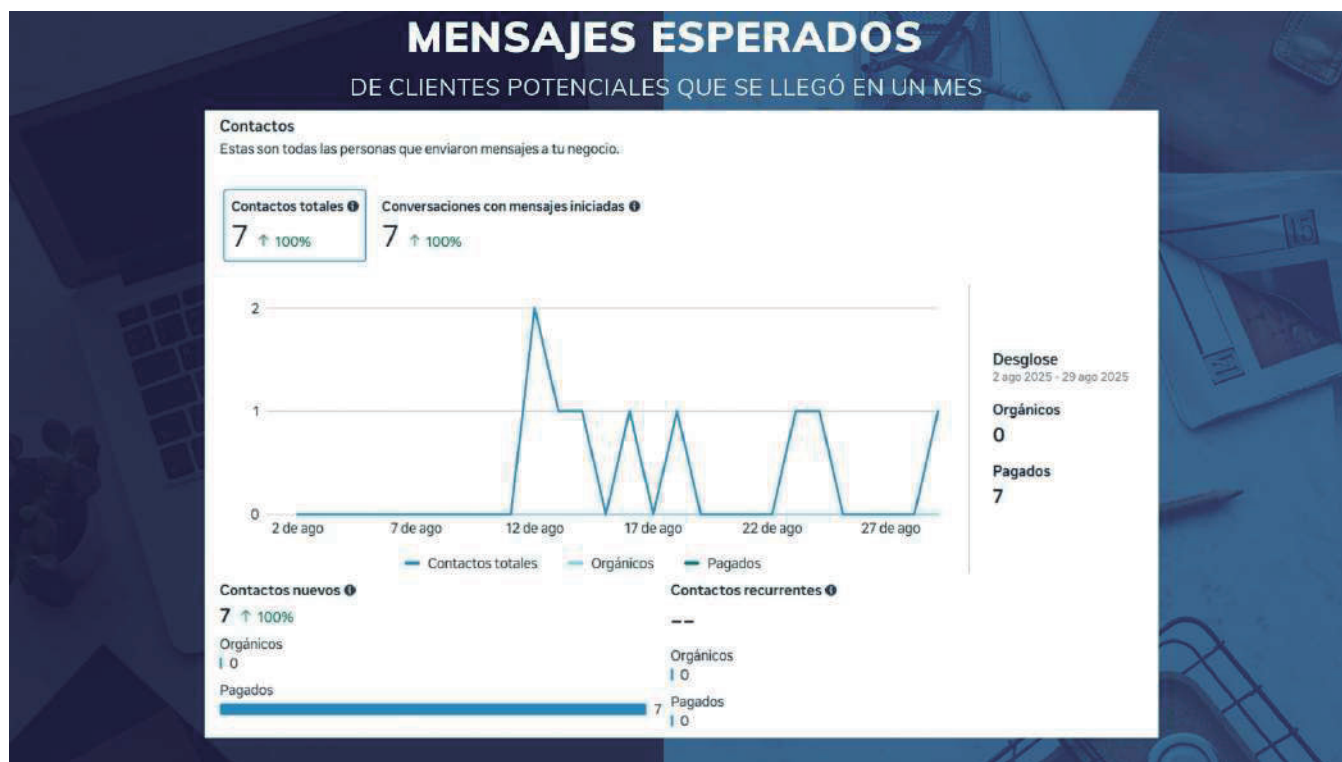 MENSAJES ESPERADOS
DE CLIENTES POTENCIALES QUE SE LLEGÓ EN UN MES
Contactos
Estas son todas las personas que enviaron mensajes a tu negocio.
Contactos totales
7 ↑ 100%
Conversaciones con mensajes iniciadas
7 ↑ 100%
2
1
0
2 de ago
7 de ago
12 de ago
17 de ago
22 de ago
27 de ago
Contactos totales
Orgánicos
Pagados
Desglose
2 ago 2025 - 29 ago 2025
Orgánicos
0
Pagados
7
Contactos nuevos
7 ↑ 100%
Orgánicos
0
Pagados
7
Contactos recurrentes
--
Orgánicos
0
Pagados
0
15